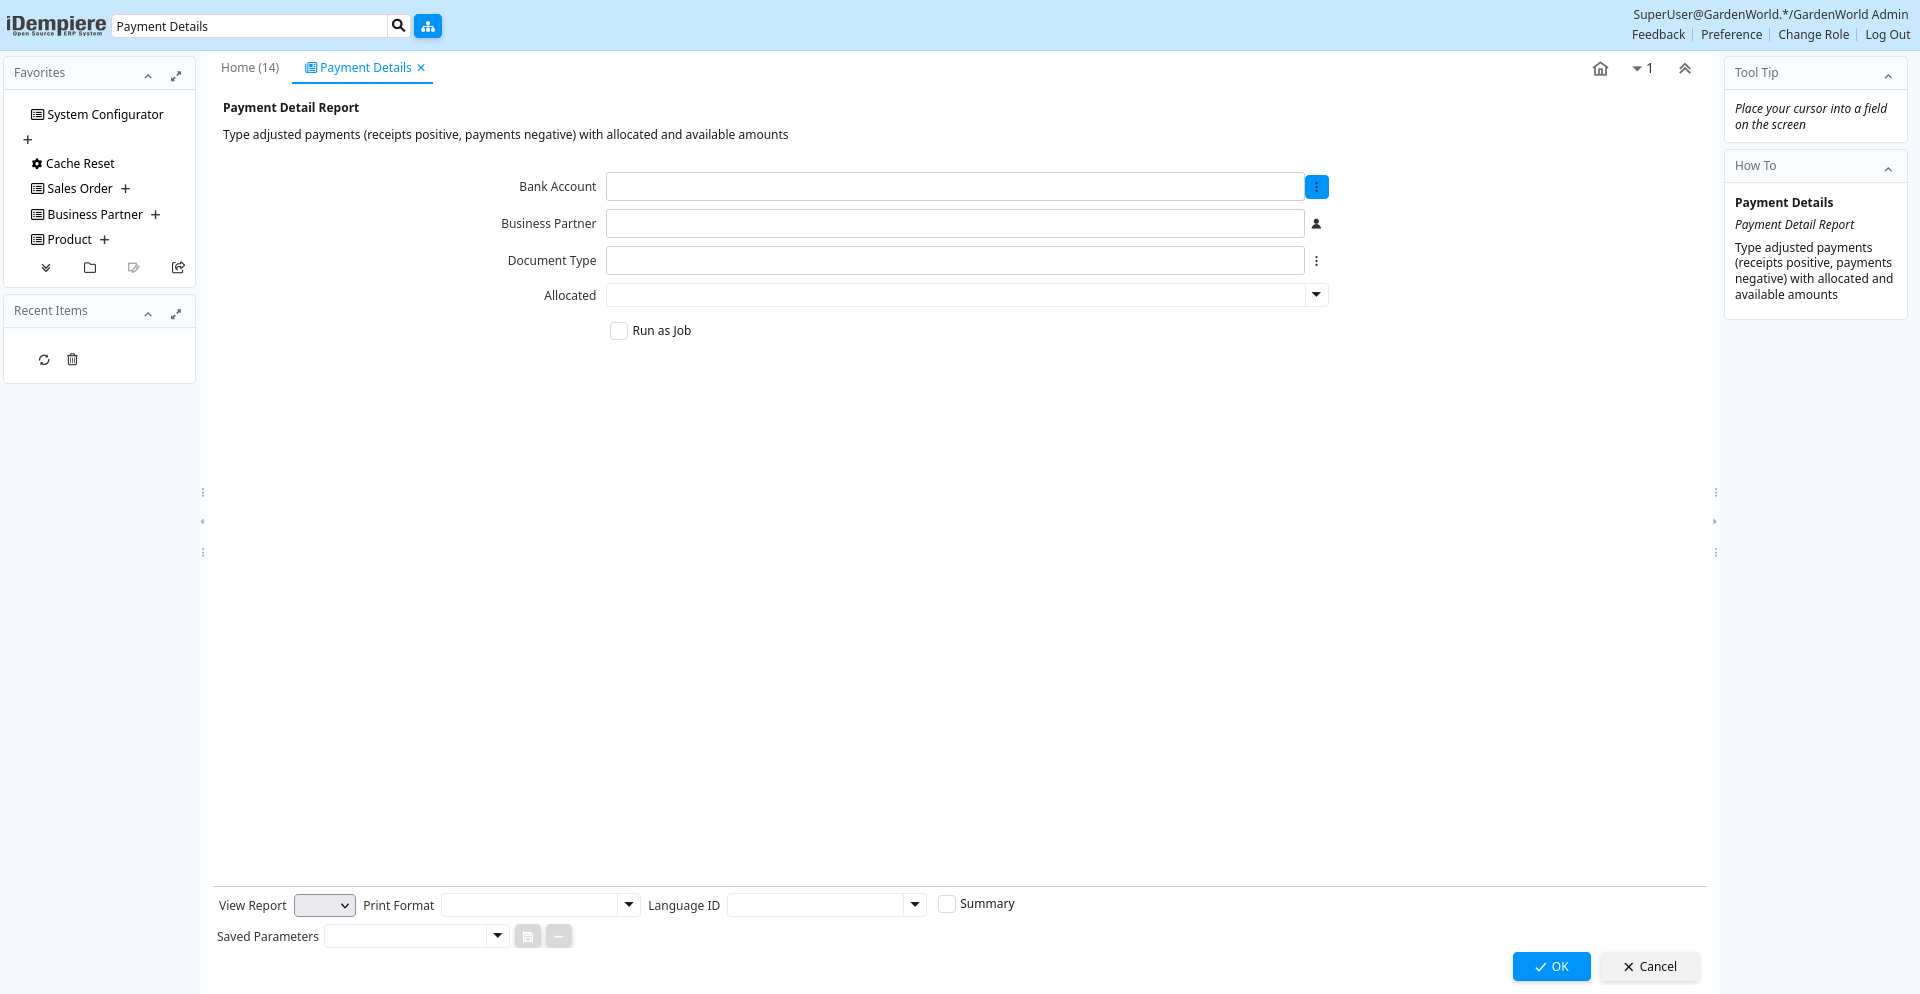 iDempiere
Open Source ERP System
Payment Details
SuperUser@GardenWorld.*/GardenWorld Admin
Feedback
Preference
Change Role
Log Out
Favorites
System Configurator
Cache Reset
Sales Order
Business Partner
Product
Recent Items
Home (14)
Payment Details
1
Payment Detail Report
Type adjusted payments (receipts positive, payments negative) with allocated and available amounts
Bank Account
Business Partner
Document Type
Allocated
Run as Job
View Report
Print Format
Language ID
Summary
Saved Parameters
OK
Cancel
Tool Tip
Place your cursor into a field
on the screen
How To
Payment Details
Payment Detail Report
Type adjusted payments
(receipts positive, payments
negative) with allocated and
available amounts